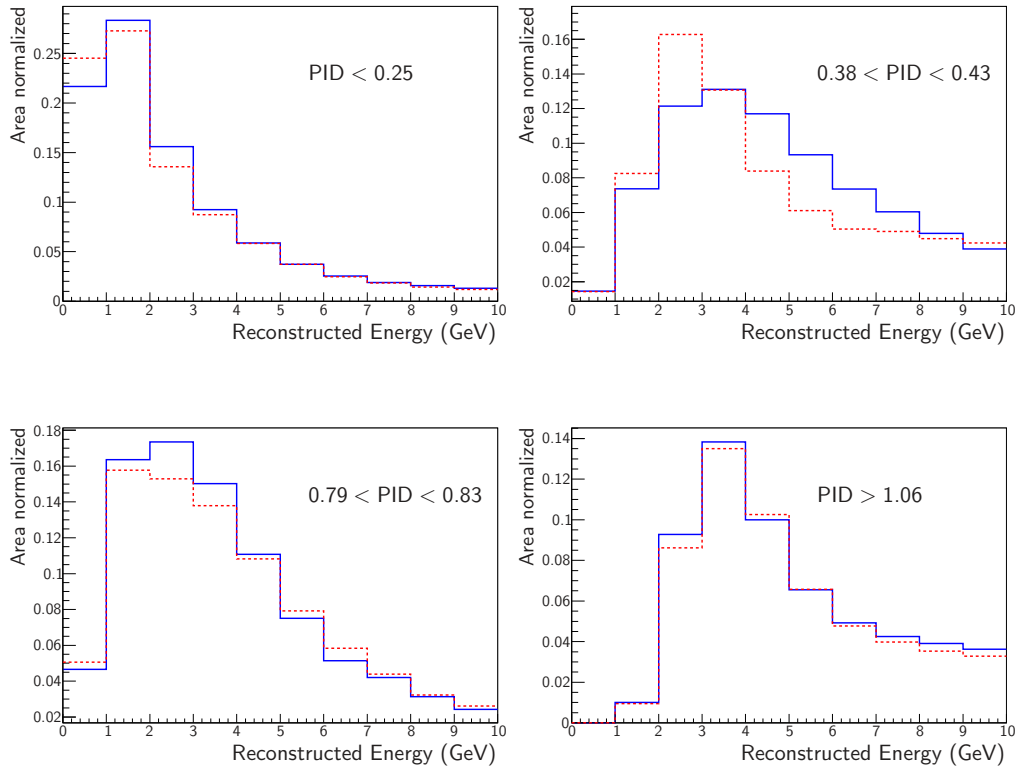 Area normalized
0.25
0.2
0.15
0.1
0.05
0
PID < 0.25
0 1 2 3 4 5 6 7 8 9 10
Reconstructed Energy (GeV)
Area normalized
0.16
0.14
0.12
0.1
0.08
0.06
0.04
0.02
0.38 < PID < 0.43
0 1 2 3 4 5 6 7 8 9 10
Reconstructed Energy (GeV)
Area normalized
0.18
0.16
0.14
0.12
0.1
0.08
0.06
0.04
0.02
0.79 < PID < 0.83
0 1 2 3 4 5 6 7 8 9 10
Reconstructed Energy (GeV)
Area normalized
0.14
0.12
0.1
0.08
0.06
0.04
0.02
0
PID > 1.06
0 1 2 3 4 5 6 7 8 9 10
Reconstructed Energy (GeV)